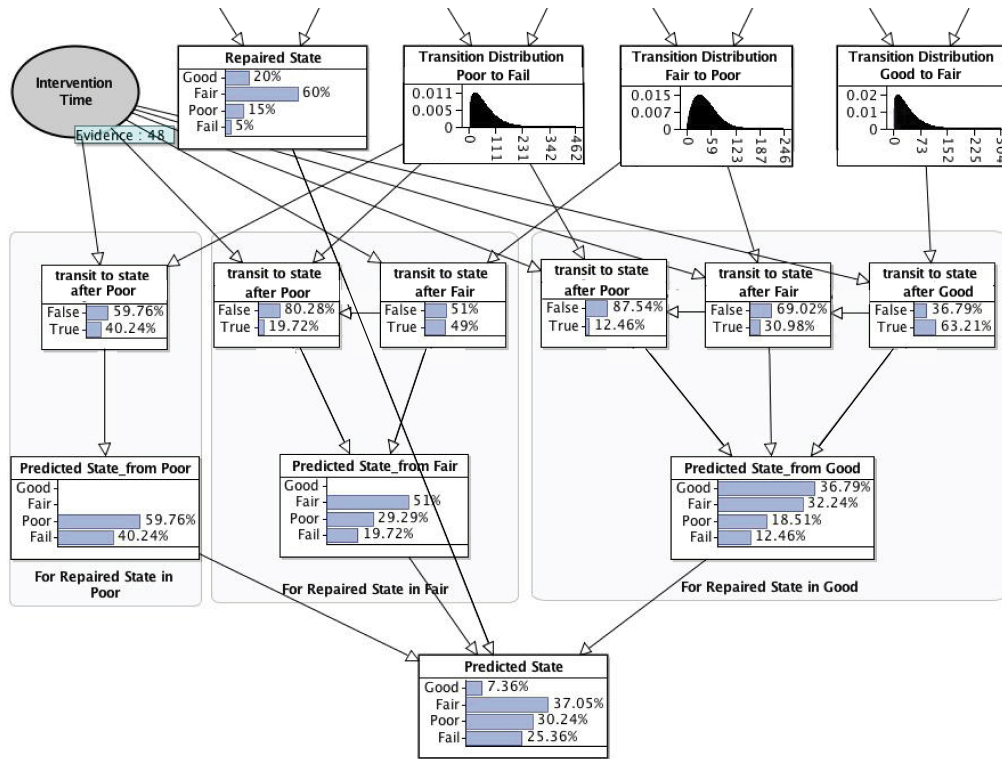 Intervention
Time
Evidence : 48
Repaired State
Good 20%
Fair 60%
Poor 15%
Fail 5%
Transition Distribution
Poor to Fail
0.011
0.005
0
0 111 231 342 462
Transition Distribution
Fair to Poor
0.015
0.007
0
0 59 123 187 246
Transition Distribution
Good to Fair
0.02
0.01
0
0 73 152 225
transit to state
after Poor
False 59.76%
True 40.24%
transit to state
after Poor
False 80.28%
True 19.72%
transit to state
after Fair
False 51%
True 49%
transit to state
after Poor
False 87.54%
True 12.46%
transit to state
after Fair
False 69.02%
True 30.98%
transit to state
after Good
False 36.79%
True 63.21%
Predicted State_from Poor
Good
Fair
Poor 59.76%
Fail 40.24%
For Repaired State in
Poor
Predicted State_from Fair
Good
Fair 51%
Poor 29.29%
Fail 19.72%
For Repaired State in Fair
Predicted State_from Good
Good 36.79%
Fair 32.24%
Poor 18.51%
Fail 12.46%
For Repaired State in Good
Predicted State
Good 7.36%
Fair 37.05%
Poor 30.24%
Fail 25.36%